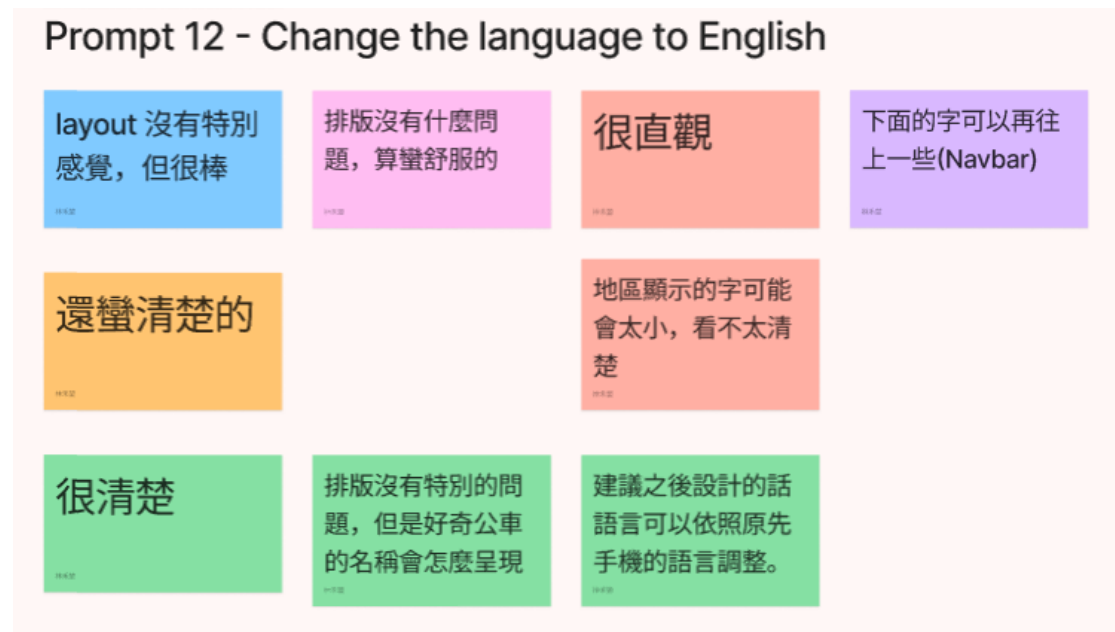 Prompt 12 - Change the language to English
layout 沒有特別
感覺，但很棒
排版沒有什麼問
題，算蠻舒服的
很直觀
下面的字可以再往
上一些(Navbar)
還蠻清楚的
地區顯示的字可能
會太小，看不太清
楚
很清楚
排版沒有特別的問
題，但是好奇公車
的名稱會怎麼呈現
建議之後設計的話
語言可以依照原先
手機的語言調整。